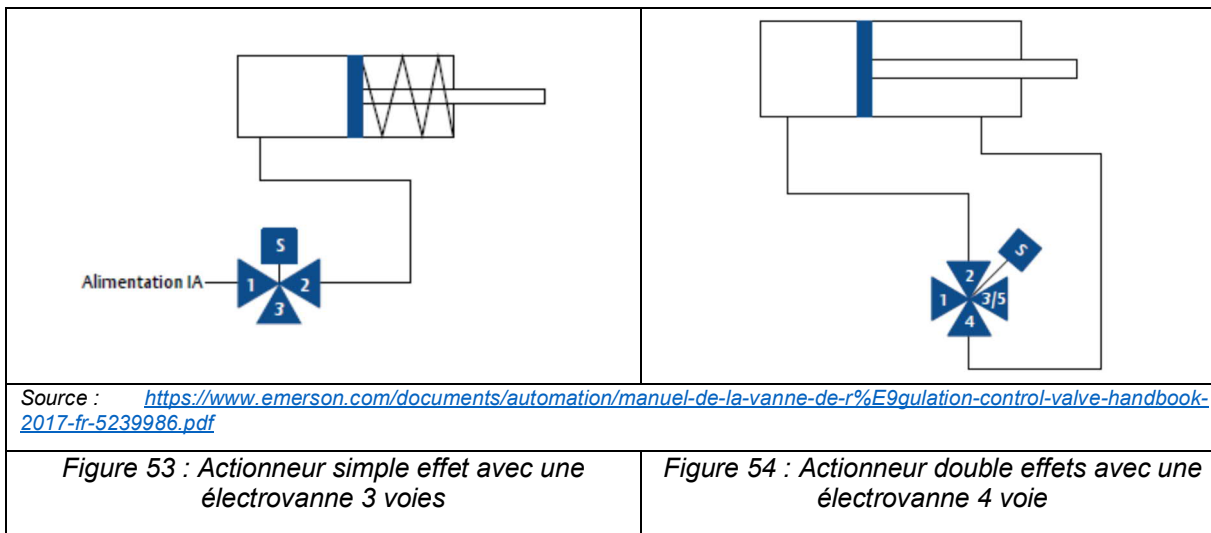 S
Alimentation IA
1
2
3
S
2
1
3/5
4
Source : https://www.emerson.com/documents/automation/manuel-de-la-vanne-de-r%E9gulation-control-valve-handbook-
2017-fr-5239986.pdf
Figure 53 : Actionneur simple effet avec une
électrovanne 3 voies
Figure 54 : Actionneur double effets avec une
électrovanne 4 voie